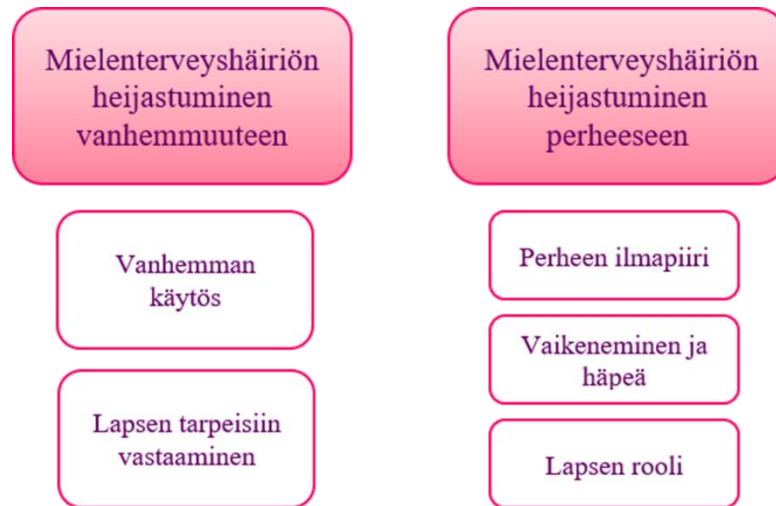 Mielenterveyshäiriön
heijastuminen
vanhemmuuteen
Vanhemman
käytös
Lapsen tarpeisiin
vastaaminen
Mielenterveyshäiriön
heijastuminen
perheeseen
Perheen ilmapiiri
Vaikeneminen ja
häpeä
Lapsen rooli